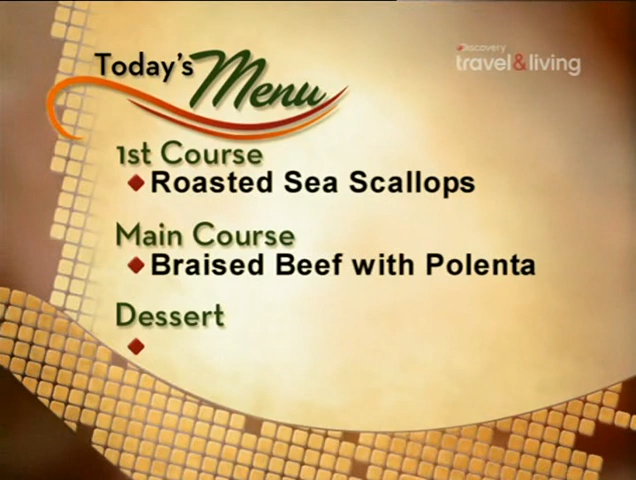 Today's Menu
Discovery
travel&living
1st Course
Roasted Sea Scallops
Main Course
Braised Beef with Polenta
Dessert